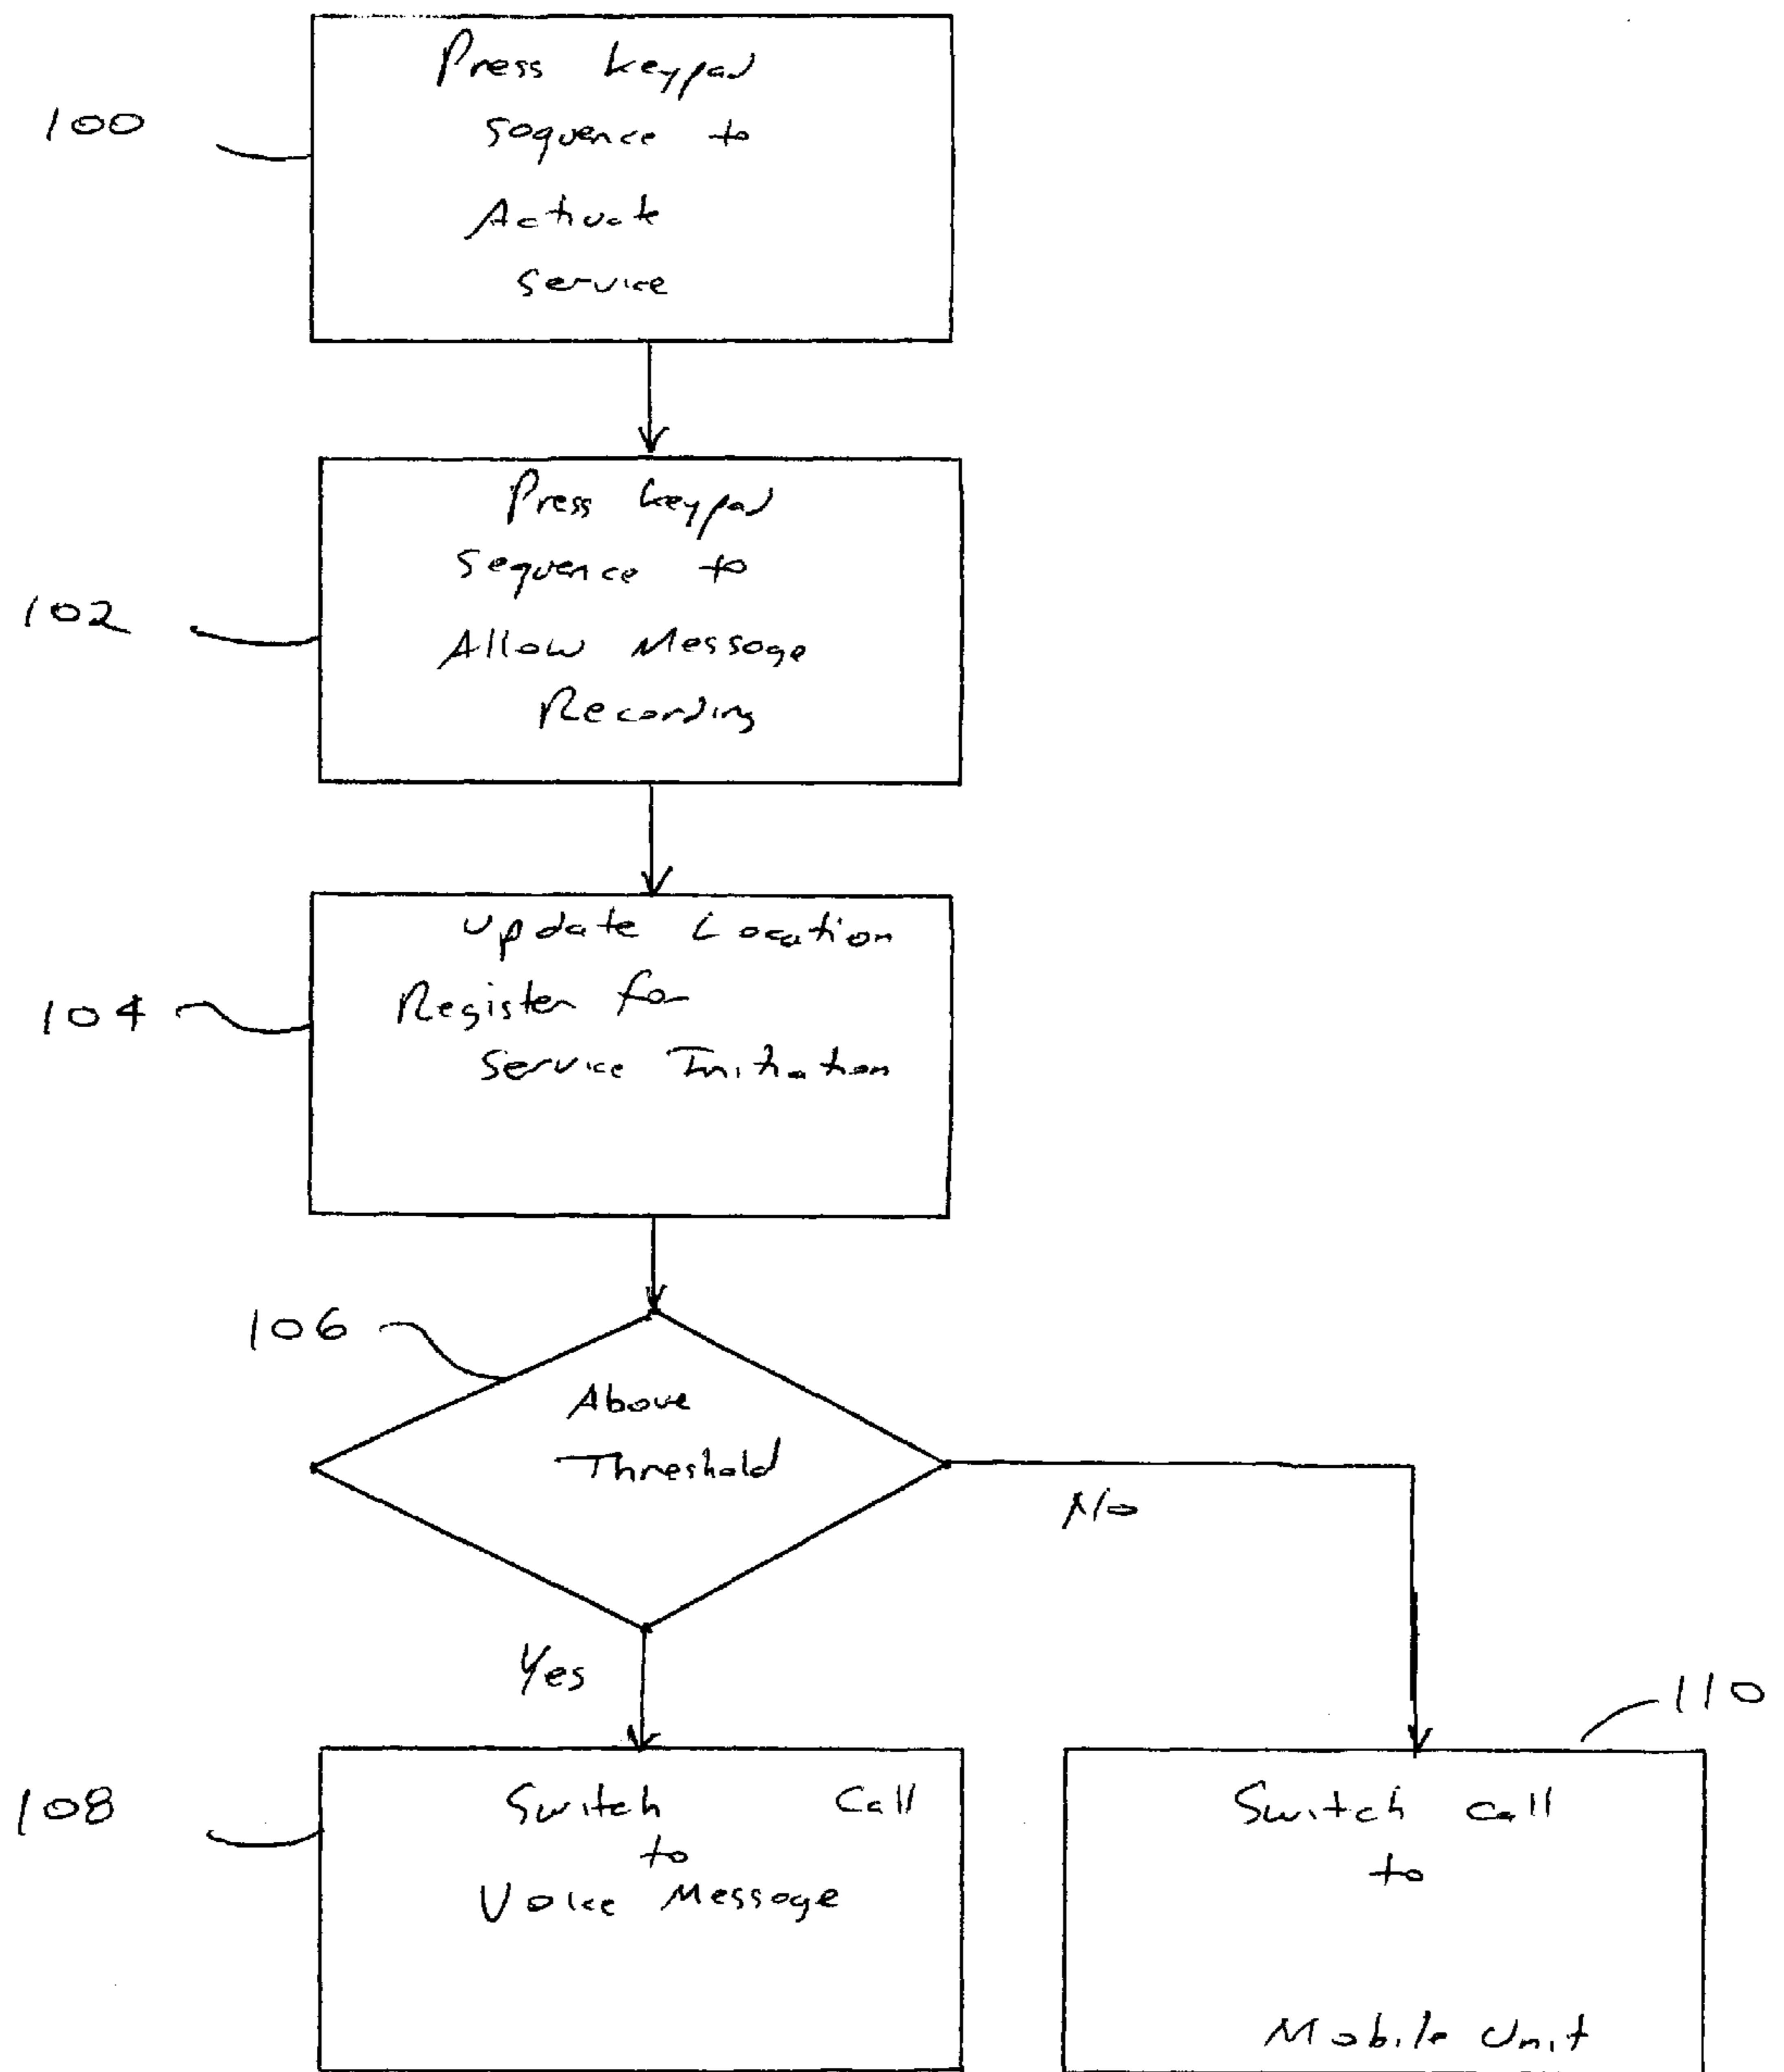 Press keypad
100
sequence to
Activate
service
Press keypad
sequence to
102
Allow Message
Recording
update Location
Register for
104
Service Initiation
106
Above
Threshold
No
Yes
110
108
Switch Call
to
Voice Message
Switch call
to
Mobile Unit